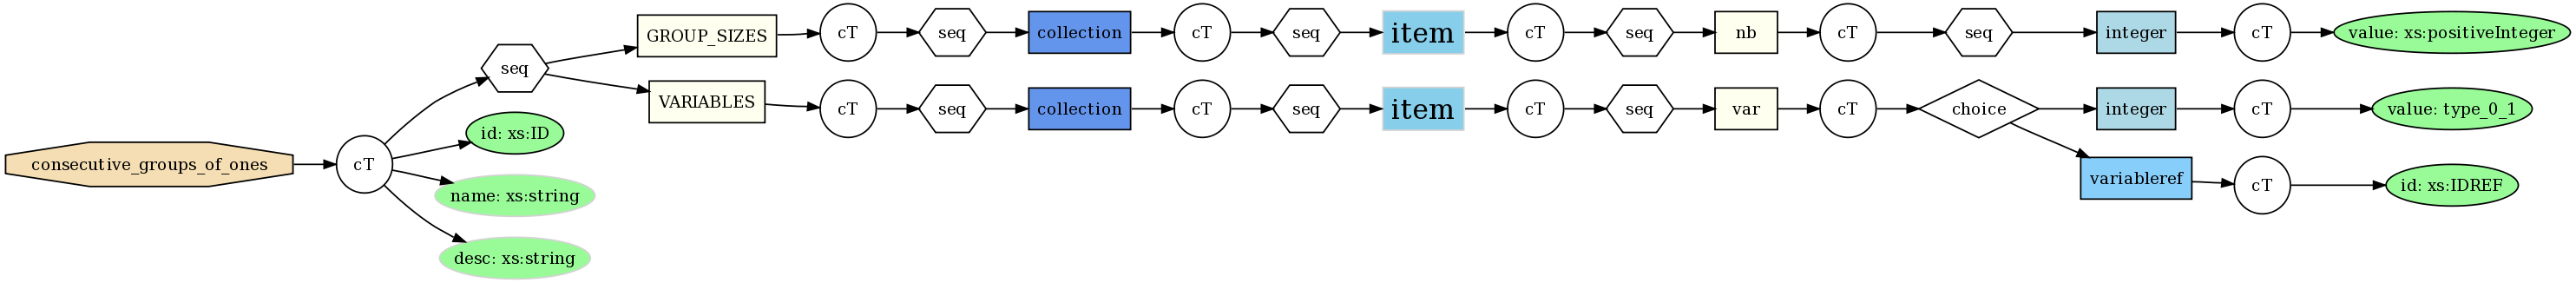 consecutive_groups_of_ones
cT
seq
id: xs:ID
name: xs:string
desc: xs:string
GROUP_SIZES
cT
seq
collection
cT
seq
item
cT
seq
nb
cT
seq
integer
cT
value: xs:positiveInteger
VARIABLES
cT
seq
collection
cT
seq
item
cT
seq
var
cT
choice
integer
cT
value: type_0_1
variableref
cT
id: xs:IDREF